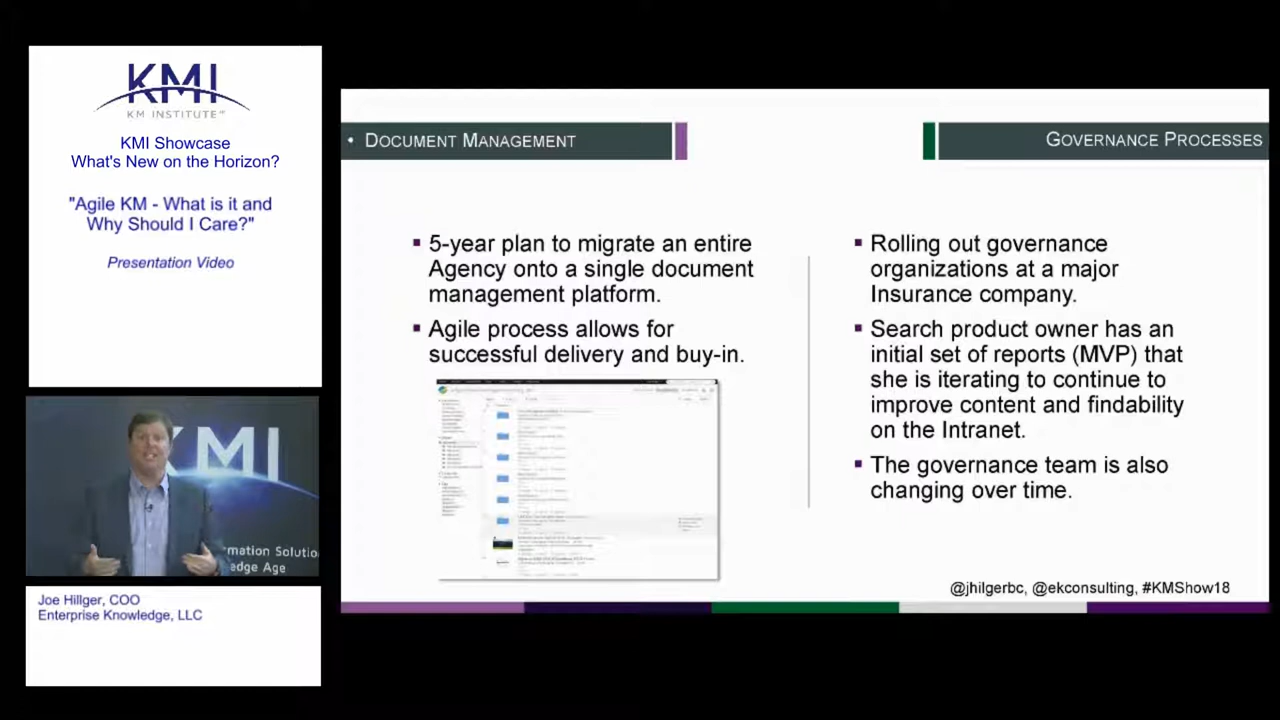 KMI
KM INSTITUTE
KMI Showcase
What's New on the Horizon?
"Agile KM - What is it and
Why Should I Care?"
Presentation Video
KMI
rmation Solutio
edge Age
Joe Hillger, COO
Enterprise Knowledge, LLC
• DOCUMENT MANAGEMENT
▪ 5-year plan to migrate an entire
Agency onto a single document
management platform.
▪ Agile process allows for
successful delivery and buy-in.
GOVERNANCE PROCESSES
▪ Rolling out governance
organizations at a major
Insurance company.
▪ Search product owner has an
initial set of reports (MVP) that
she is iterating to continue to
improve content and findability
on the Intranet.
▪ The governance team is also
changing over time.
@jhilgerbc, @ekconsulting, #KMShow18